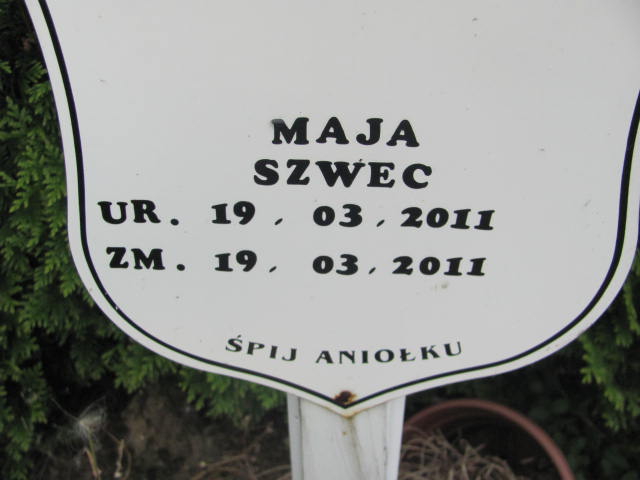 MAJA
SZWEC
UR. 19. 03. 2011
ZM. 19. 03. 2011
ŚPIJ ANIOŁKU